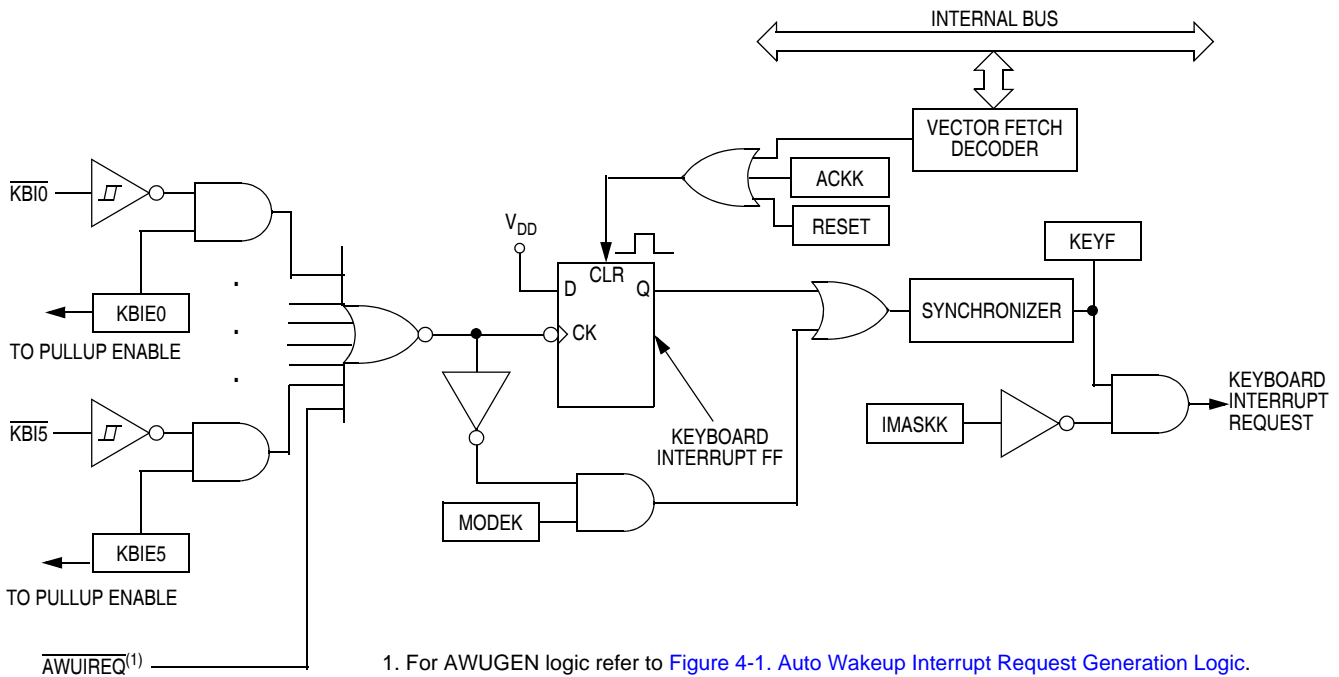 INTERNAL BUS
VECTOR FETCH
DECODER
ACKK
RESET
KBI0
V_DD
CLR
D
Q
CK
KEYF
SYNCHRONIZER
KBIE0
TO PULLUP ENABLE
.
.
.
KBI5
KEYBOARD
INTERRUPT FF
IMASKK
KEYBOARD
INTERRUPT
REQUEST
MODEK
KBIE5
TO PULLUP ENABLE
AWUIREQ(1)
1. For AWUGEN logic refer to Figure 4-1. Auto Wakeup Interrupt Request Generation Logic.